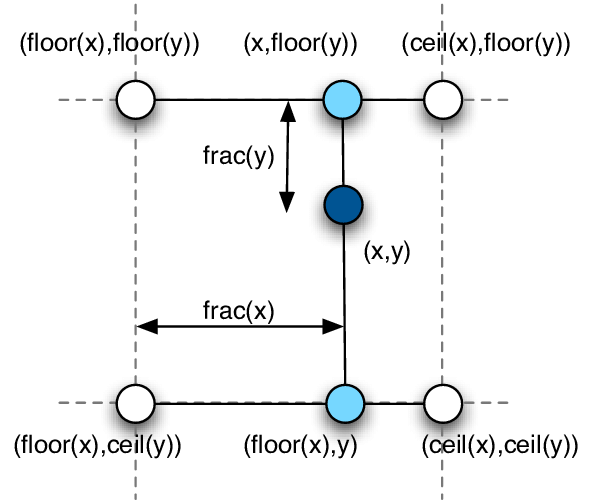 (floor(x),floor(y))
(x,floor(y))
(ceil(x),floor(y))
frac(y)
(x,y)
frac(x)
(floor(x),ceil(y))
(floor(x),y)
(ceil(x),ceil(y))